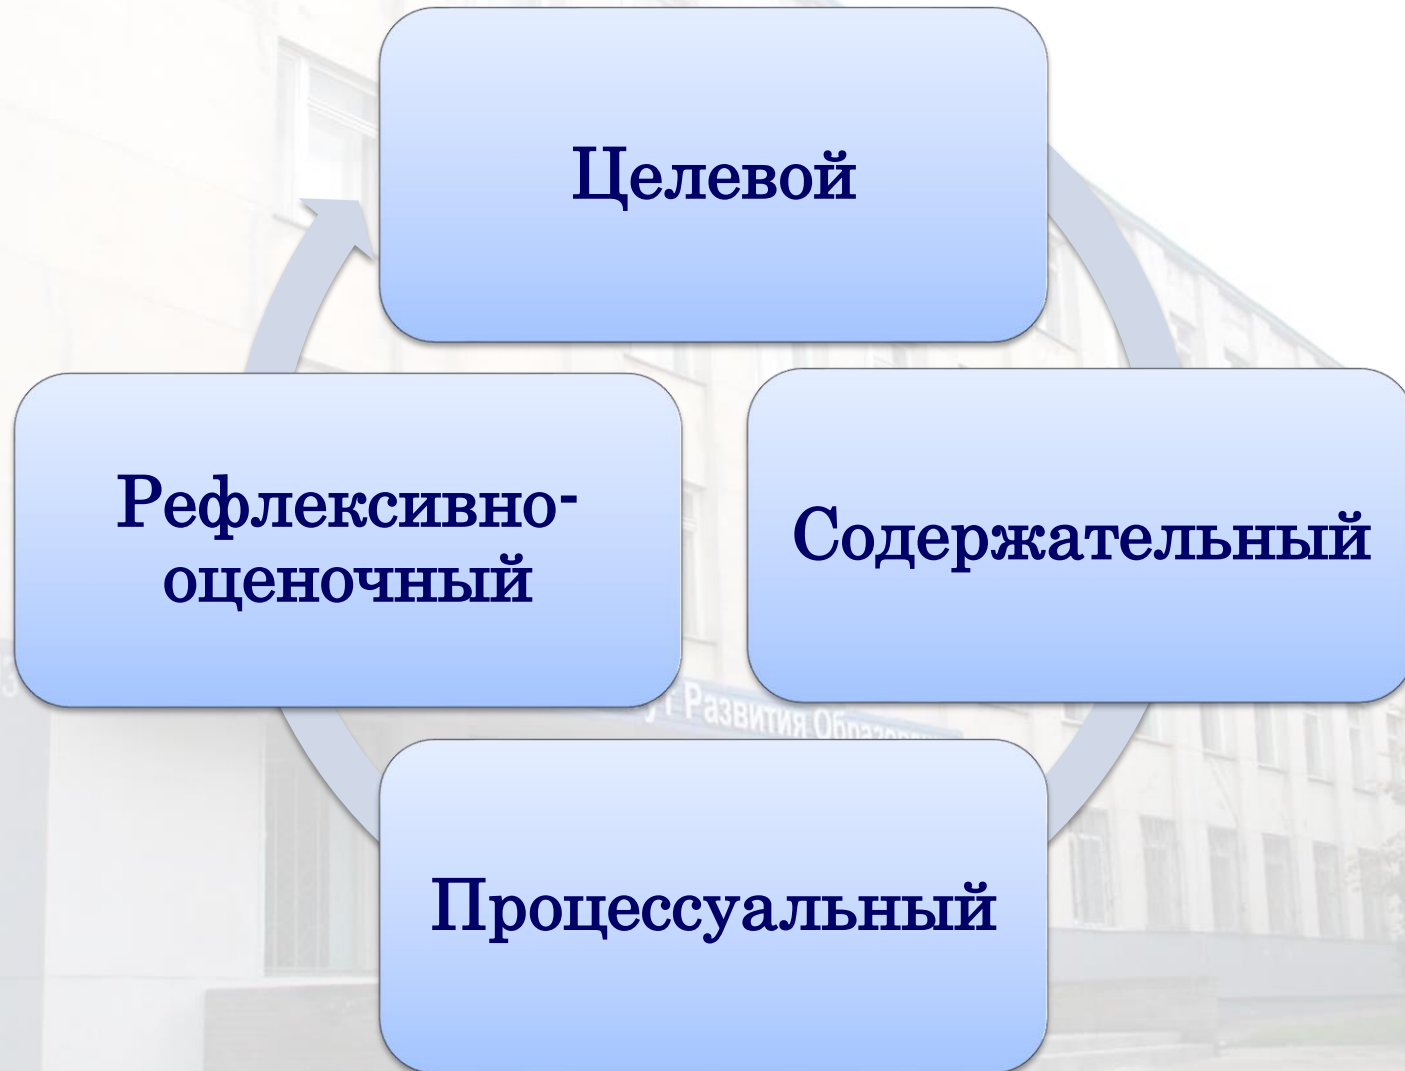 Целевой
Рефлексивно-
оценочный
Содержательный
Процессуальный
Развития